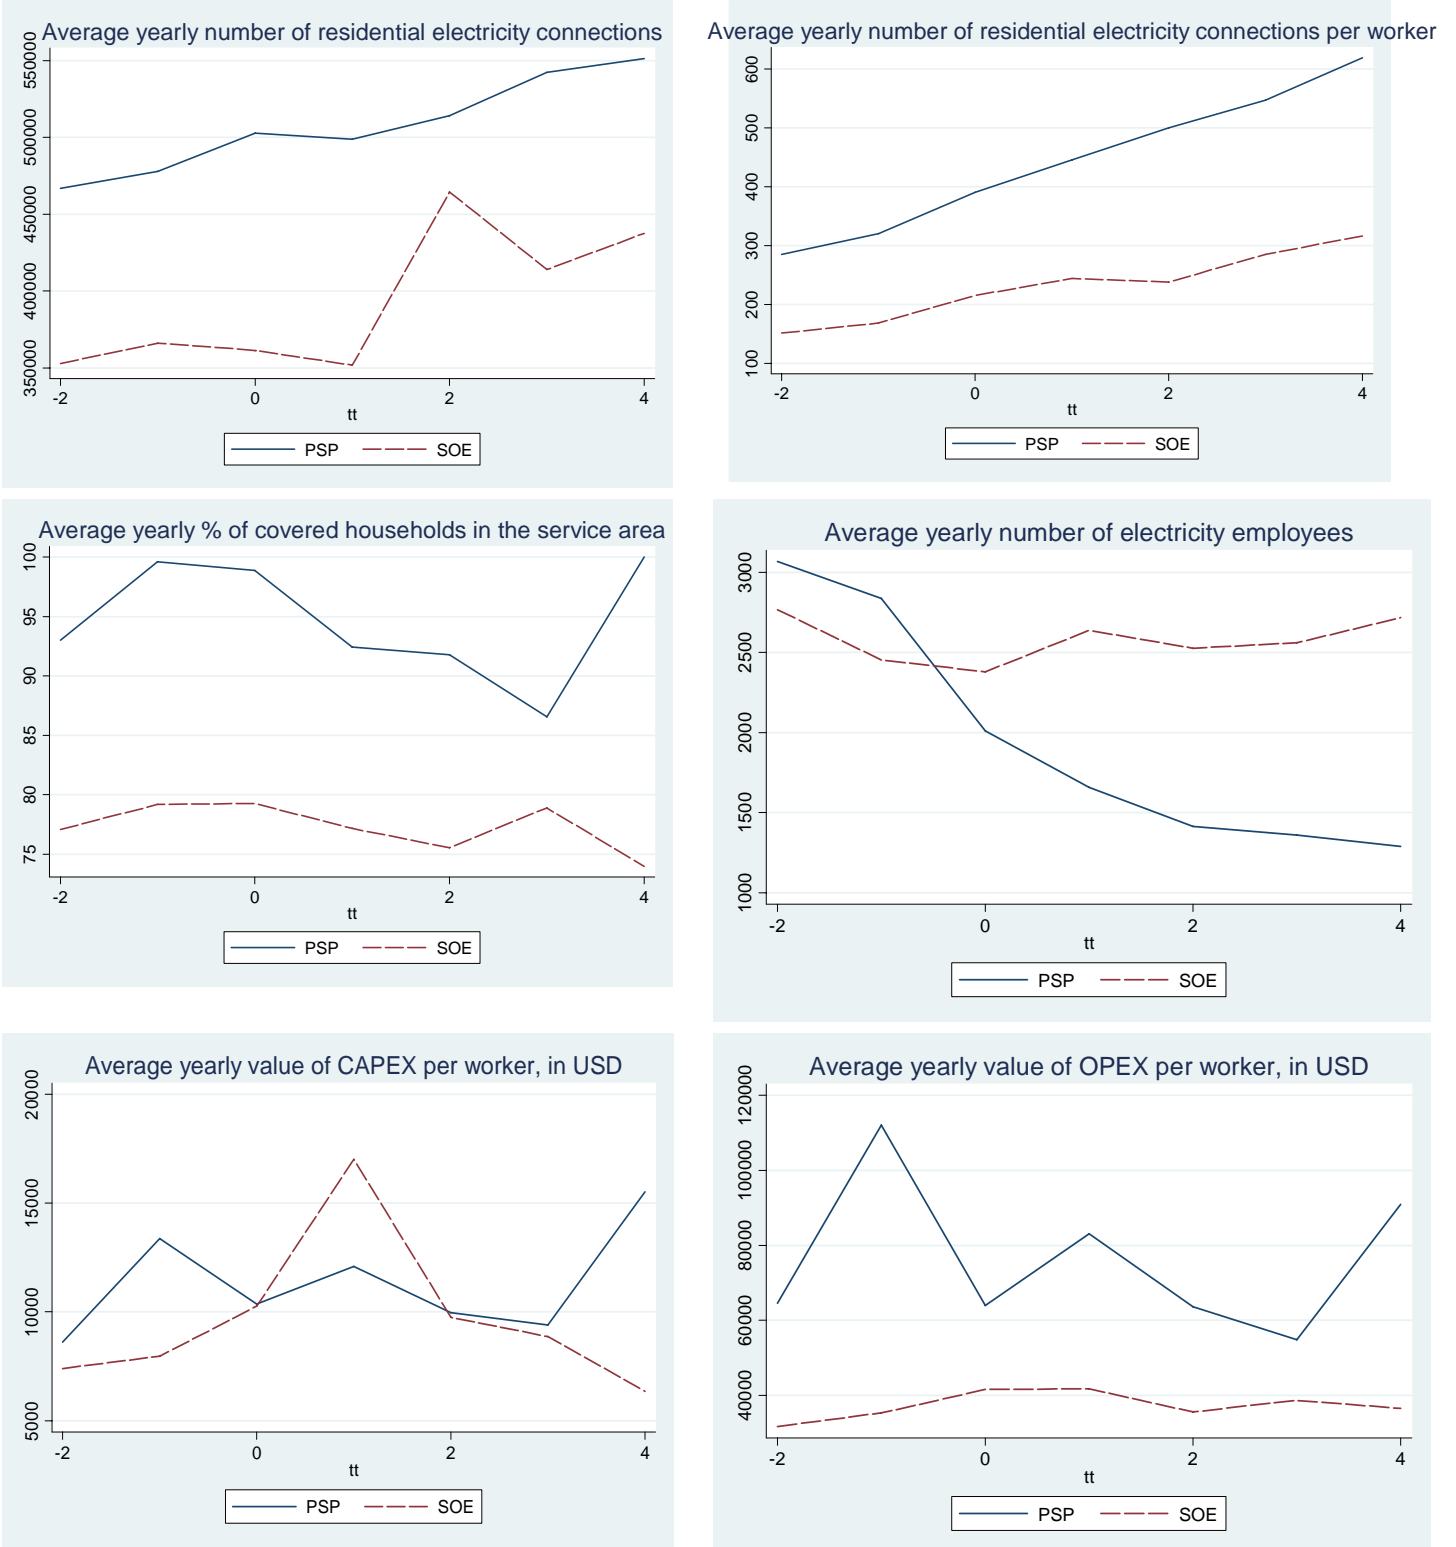 Average yearly number of residential electricity connections
550000
500000
450000
400000
350000
-2 0 2 4
tt
PSP SOE
Average yearly number of residential electricity connections per worker
600
500
400
300
200
100
-2 0 2 4
tt
PSP SOE
Average yearly % of covered households in the service area
100
95
90
85
80
75
-2 0 2 4
tt
PSP SOE
Average yearly number of electricity employees
3000
2500
2000
1500
1000
-2 0 2 4
tt
PSP SOE
Average yearly value of CAPEX per worker, in USD
20000
15000
10000
5000
-2 0 2 4
tt
PSP SOE
Average yearly value of OPEX per worker, in USD
120000
100000
80000
60000
40000
-2 0 2 4
tt
PSP SOE